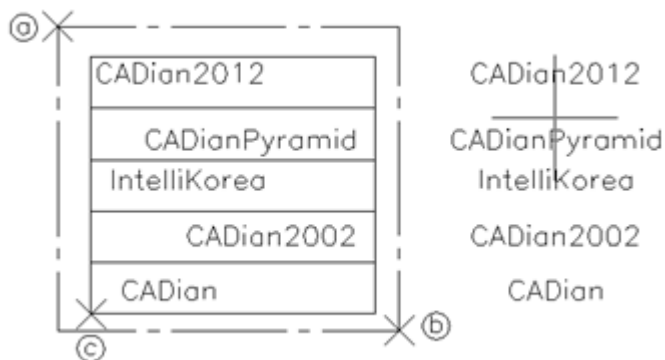 ⓐ
CADian2012 CADian2012
CADianPyramid CADianPyramid
IntelliKorea IntelliKorea
CADian2002 CADian2002
CADian CADian
ⓑ
ⓒ